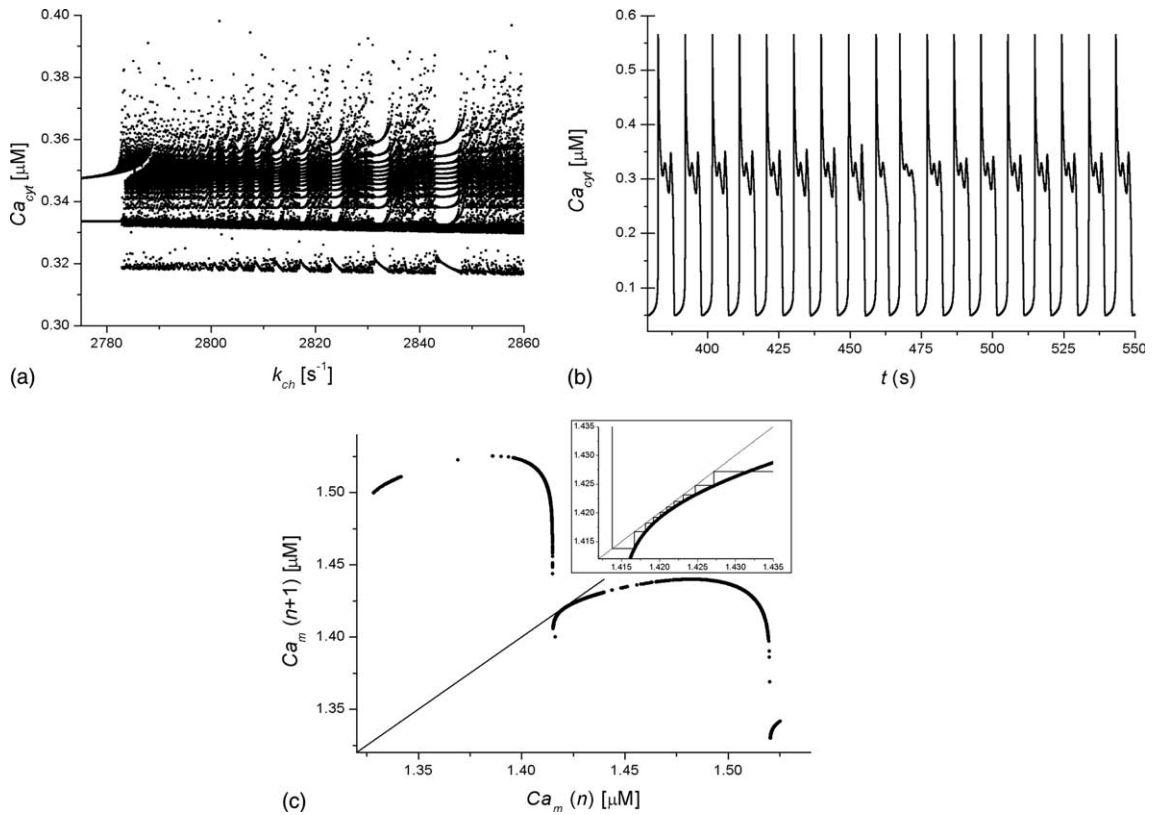 0.40
0.38
0.36
0.34
0.32
0.30
Ca_cyt [μM]
2780 2800 2820 2840 2860
k_ch [s⁻¹]
(a)
0.6
0.5
0.4
0.3
0.2
0.1
Ca_cyt [μM]
400 425 450 475 500 525 550
t (s)
(b)
1.50
1.45
1.40
1.35
Ca_m (n+1) [μM]
1.35 1.40 1.45 1.50
Ca_m (n) [μM]
(c)
1.435
1.430
1.425
1.420
1.415
1.415 1.420 1.425 1.430 1.435